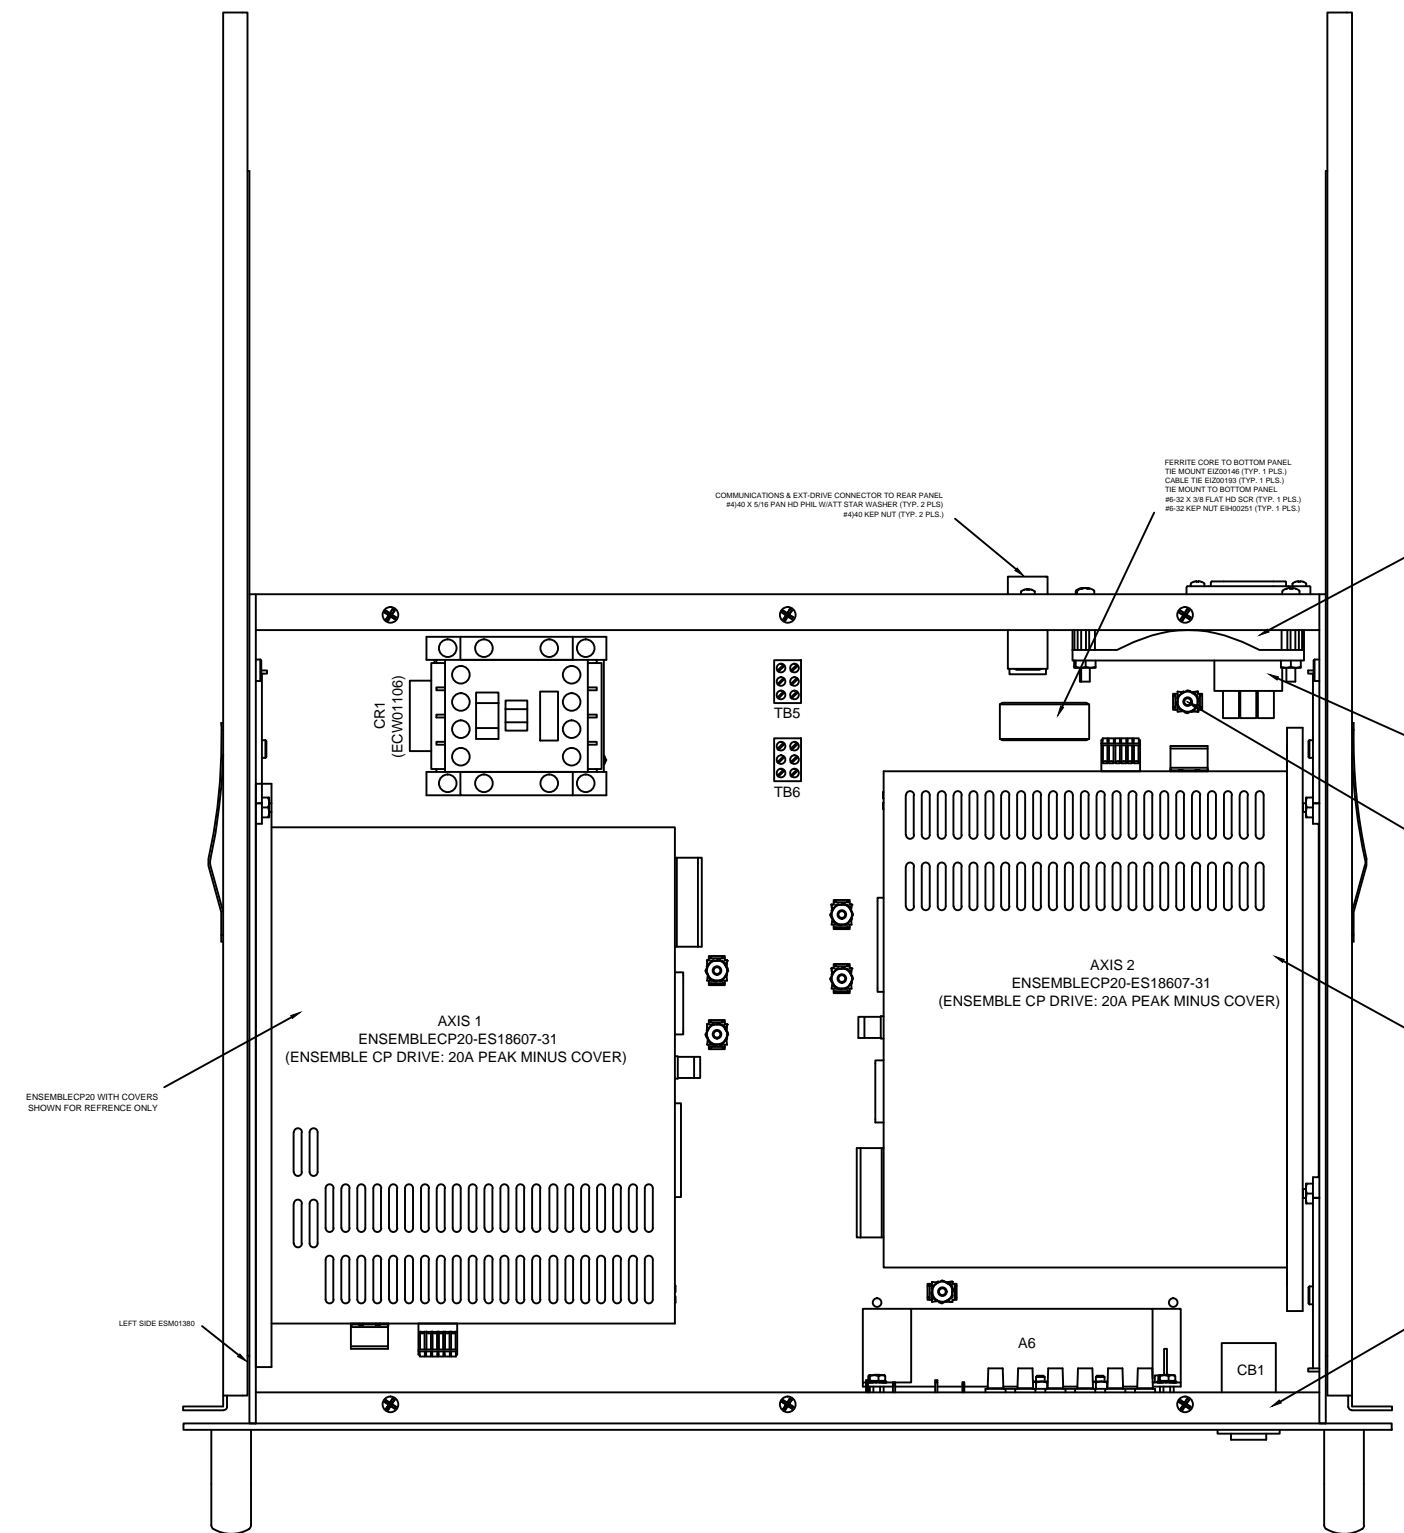 FERRITE CORE TO BOTTOM PANEL
TIE MOUNT EIZ00146 (TYP. 1 PLS.)
CABLE TIE EIZ00193 (TYP. 1 PLS.)
TIE MOUNT TO BOTTOM PANEL
#6-32 X 3/8 FLAT HD SCR (TYP. 1 PLS.)
#6-32 KEP NUT EIH00251 (TYP. 1 PLS.)
COMMUNICATIONS & EXT-DRIVE CONNECTOR TO REAR PANEL
#4)40 X 5/16 PAN HD PHIL W/ATT STAR WASHER (TYP. 2 PLS)
#4)40 KEP NUT (TYP. 2 PLS.)
CR1
(ECW01106)
TB5
TB6
AXIS 2
ENSEMBLECP20-ES18607-31
(ENSEMBLE CP DRIVE: 20A PEAK MINUS COVER)
AXIS 1
ENSEMBLECP20-ES18607-31
(ENSEMBLE CP DRIVE: 20A PEAK MINUS COVER)
ENSEMBLECP20 WITH COVERS
SHOWN FOR REFRENCE ONLY
LEFT SIDE ESM01380
A6
CB1